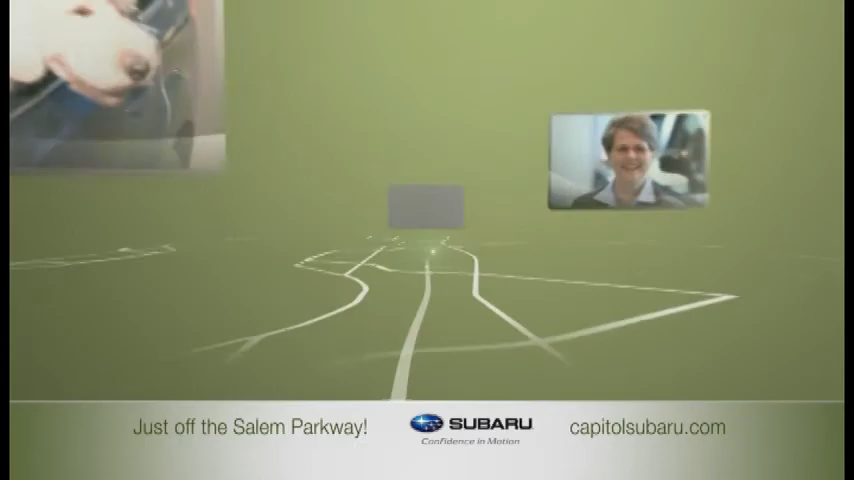 Just off the Salem Parkway!
SUBARU
Confidence in Motion
capitolsubaru.com